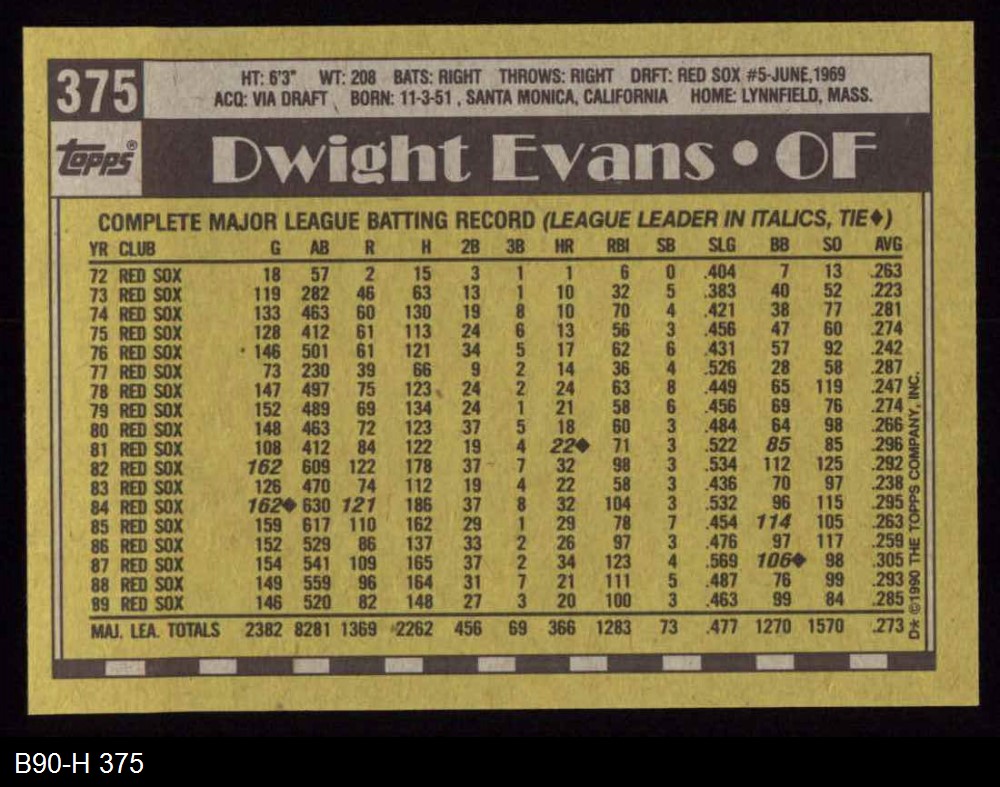 375
HT: 6'3" WT: 208 BATS: RIGHT THROWS: RIGHT DRFT: RED SOX #5-JUNE,1969
ACQ: VIA DRAFT , BORN: 11-3-51 , SANTA MONICA, CALIFORNIA HOME: LYNNFIELD, MASS.
topps®
Dwight Evans • OF
COMPLETE MAJOR LEAGUE BATTING RECORD (LEAGUE LEADER IN ITALICS, TIE♦)
YR CLUB G AB R H 2B 3B HR RBI SB SLG BB SO AVG
72 RED SOX 18 57 2 15 3 1 1 6 0 .404 7 13 .263
73 RED SOX 119 282 46 63 13 1 10 32 5 .383 40 52 .223
74 RED SOX 133 463 60 130 19 8 10 70 4 .421 38 77 .281
75 RED SOX 128 412 61 113 24 6 13 56 3 .456 47 60 .274
76 RED SOX 146 501 61 121 34 5 17 62 6 .431 57 92 .242
77 RED SOX 73 230 39 66 9 2 14 36 4 .526 28 58 .287
78 RED SOX 147 497 75 123 24 2 24 63 8 .449 65 119 .247
79 RED SOX 152 489 69 134 24 1 21 58 6 .456 69 76 .274
80 RED SOX 148 463 72 123 37 5 18 60 3 .484 64 98 .266
81 RED SOX 108 412 84 122 19 4 22♦ 71 3 .522 85 85 .296
82 RED SOX 162 609 122 178 37 7 32 98 3 .534 112 125 .292
83 RED SOX 126 470 74 112 19 4 22 58 3 .436 70 97 .238
84 RED SOX 162♦ 630 121 186 37 8 32 104 3 .532 96 115 .295
85 RED SOX 159 617 110 162 29 1 29 78 7 .454 114 105 .263
86 RED SOX 152 529 86 137 33 2 26 97 3 .476 97 117 .259
87 RED SOX 154 541 109 165 37 2 34 123 4 .569 106♦ 98 .305
88 RED SOX 149 559 96 164 31 7 21 111 5 .487 76 99 .293
89 RED SOX 146 520 82 148 27 3 20 100 3 .463 99 84 .285
MAJ. LEA. TOTALS 2382 8281 1369 2262 456 69 366 1283 73 .477 1270 1570 .273
D* ©1990 THE TOPPS COMPANY, INC.
B90-H 375